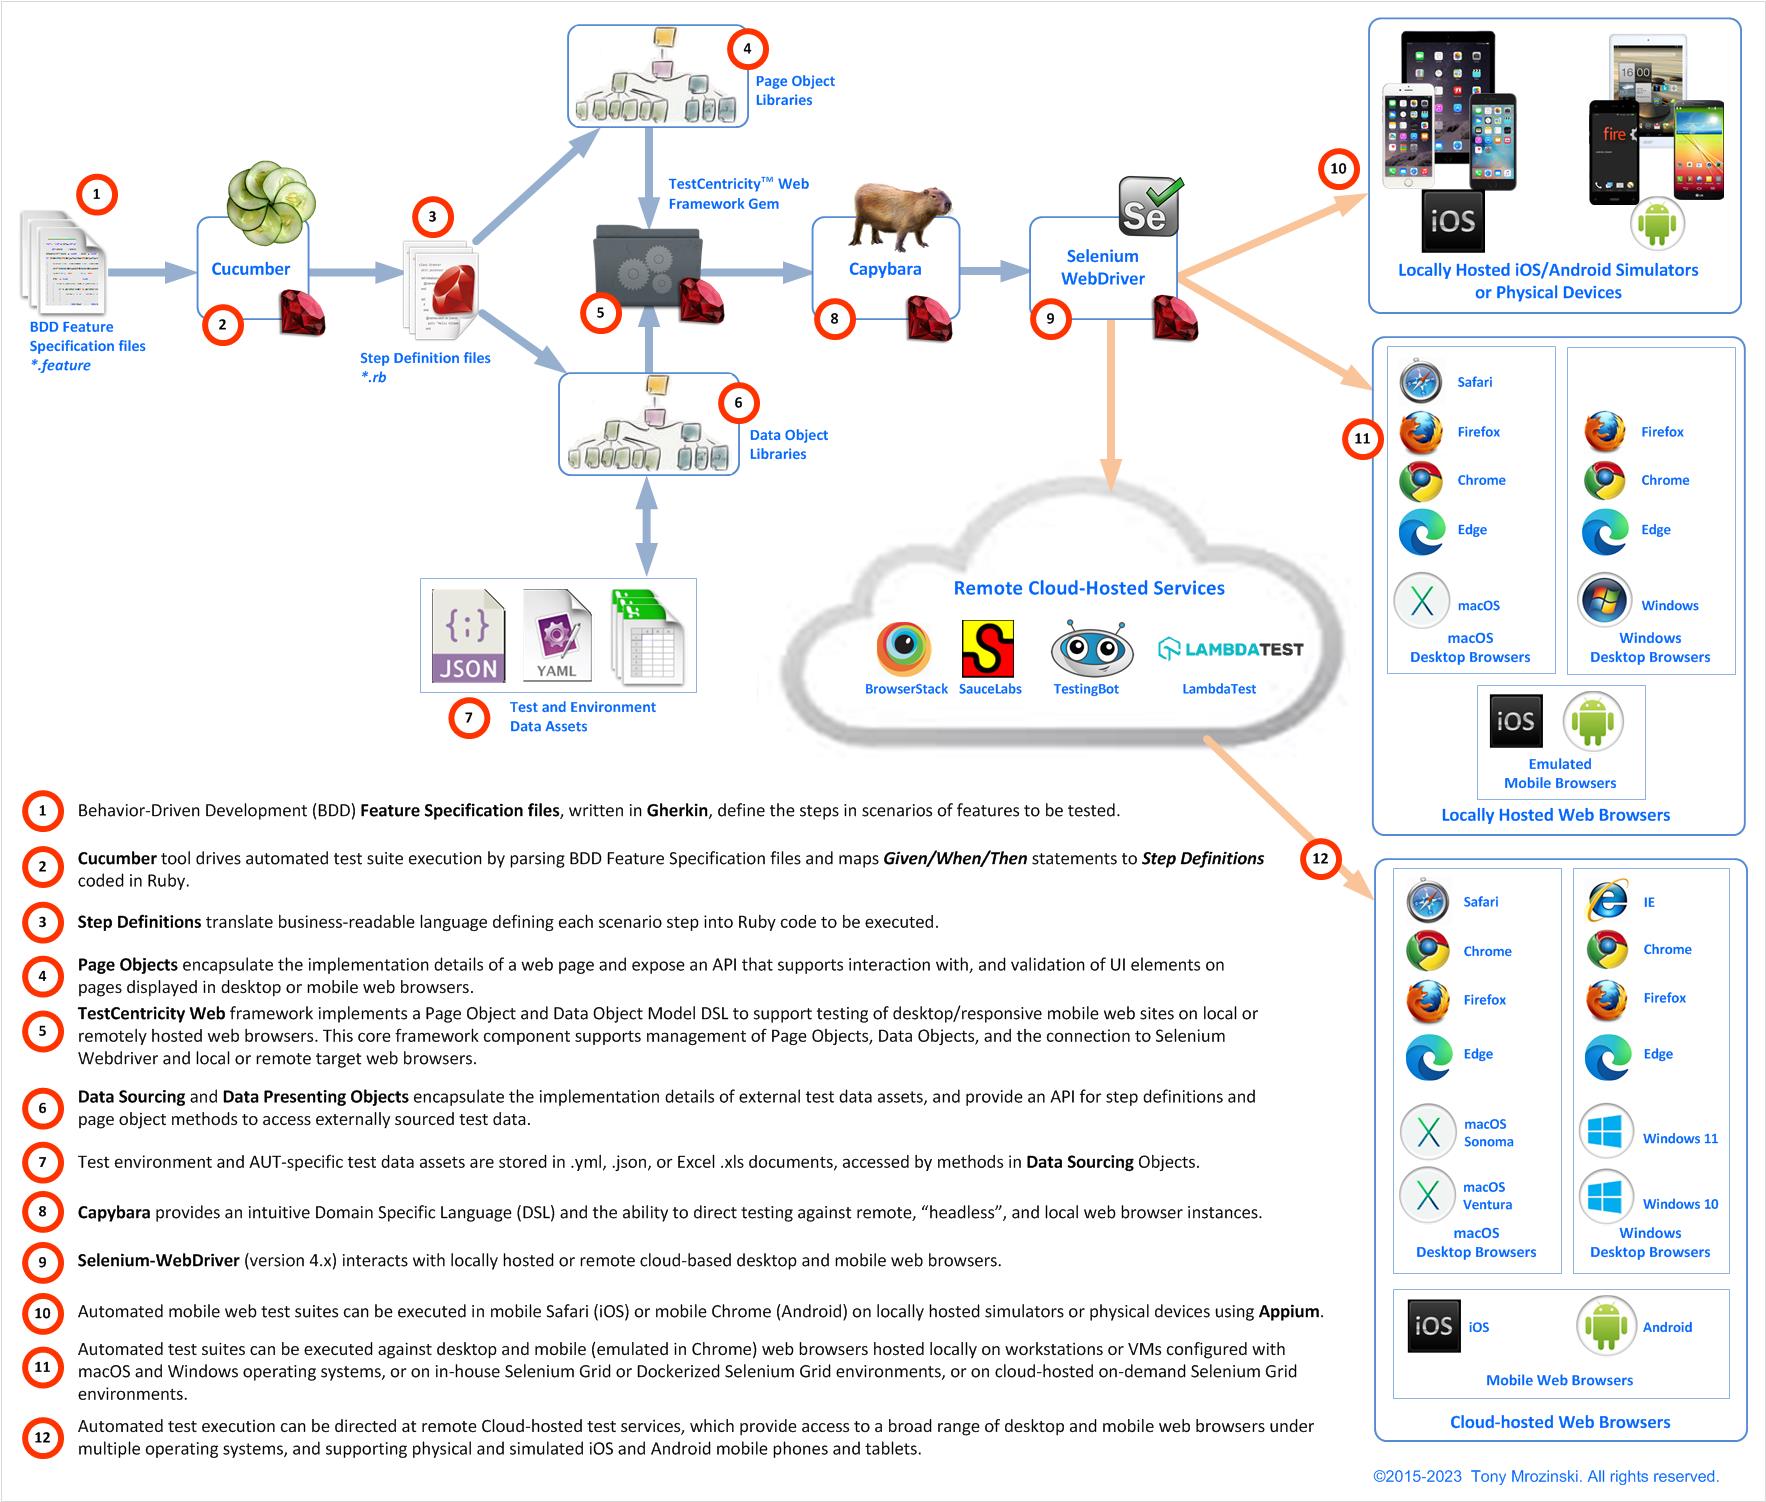 4
Page Object
Libraries
1
3
TestCentricity™ Web
Framework Gem
10
16 00
fire
iOS
Se
Cucumber
Capybara
Selenium
WebDriver
Locally Hosted iOS/Android Simulators
or Physical Devices
2
5
8
9
BDD Feature
Specification files
*.feature
Step Definition files
*.rb
6
Data Object
Libraries
11
Safari
Firefox
Firefox
Chrome
Chrome
Edge
Edge
macOS
Windows
macOS
Desktop Browsers
Windows
Desktop Browsers
iOS
Emulated
Mobile Browsers
Locally Hosted Web Browsers
Remote Cloud-Hosted Services
LAMBDATEST
BrowserStack
SauceLabs
TestingBot
LambdaTest
{;}
JSON
YAML
7
Test and Environment
Data Assets
12
Safari
IE
Chrome
Chrome
Firefox
Firefox
Edge
Edge
macOS
Sonoma
Windows 11
macOS
Ventura
Windows 10
macOS
Desktop Browsers
Windows
Desktop Browsers
iOS
iOS
Android
Mobile Web Browsers
Cloud-hosted Web Browsers
1 Behavior-Driven Development (BDD) Feature Specification files, written in Gherkin, define the steps in scenarios of features to be tested.
2 Cucumber tool drives automated test suite execution by parsing BDD Feature Specification files and maps Given/When/Then statements to Step Definitions
coded in Ruby.
3 Step Definitions translate business-readable language defining each scenario step into Ruby code to be executed.
4 Page Objects encapsulate the implementation details of a web page and expose an API that supports interaction with, and validation of UI elements on
pages displayed in desktop or mobile web browsers.
5 TestCentricity Web framework implements a Page Object and Data Object Model DSL to support testing of desktop/responsive mobile web sites on local or
remotely hosted web browsers. This core framework component supports management of Page Objects, Data Objects, and the connection to Selenium
Webdriver and local or remote target web browsers.
6 Data Sourcing and Data Presenting Objects encapsulate the implementation details of external test data assets, and provide an API for step definitions and
page object methods to access externally sourced test data.
7 Test environment and AUT-specific test data assets are stored in .yml, .json, or Excel .xls documents, accessed by methods in Data Sourcing Objects.
8 Capybara provides an intuitive Domain Specific Language (DSL) and the ability to direct testing against remote, “headless”, and local web browser instances.
9 Selenium-WebDriver (version 4.x) interacts with locally hosted or remote cloud-based desktop and mobile web browsers.
10 Automated mobile web test suites can be executed in mobile Safari (iOS) or mobile Chrome (Android) on locally hosted simulators or physical devices using Appium.
11 Automated test suites can be executed against desktop and mobile (emulated in Chrome) web browsers hosted locally on workstations or VMs configured with
macOS and Windows operating systems, or on in-house Selenium Grid or Dockerized Selenium Grid environments, or on cloud-hosted on-demand Selenium Grid
environments.
12 Automated test execution can be directed at remote Cloud-hosted test services, which provide access to a broad range of desktop and mobile web browsers under
multiple operating systems, and supporting physical and simulated iOS and Android mobile phones and tablets.
©2015-2023 Tony Mrozinski. All rights reserved.